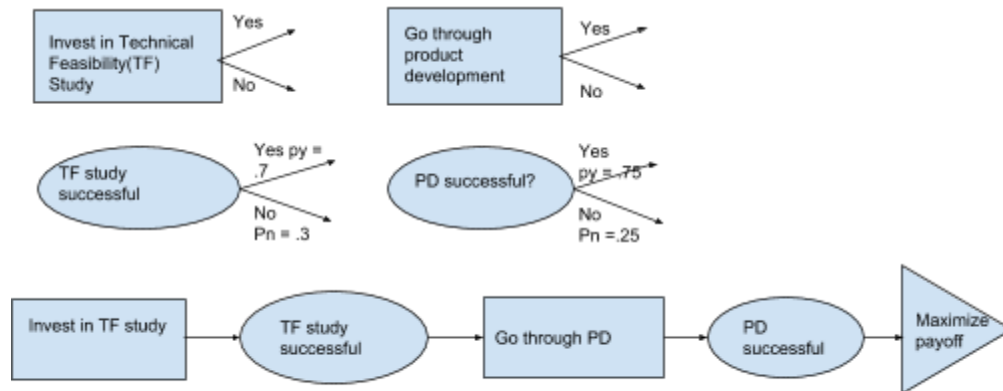 Invest in Technical
Feasibility(TF)
Study
Yes
No
Go through
product
development
Yes
No
TF study
successful
Yes py =
.7
No
Pn = .3
PD successful?
Yes
py = .75
No
Pn =.25
Invest in TF study
TF study
successful
Go through PD
PD
successful
Maximize
payoff